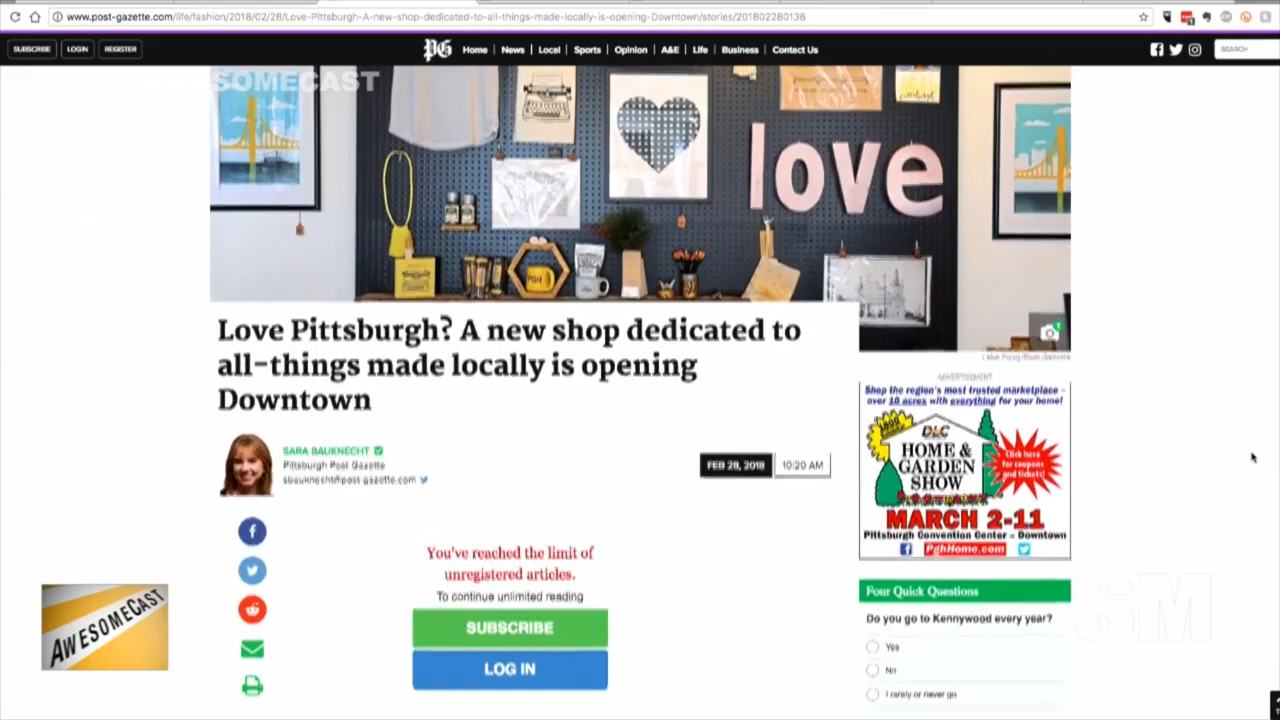 www.post-gazette.com/life/fashion/2018/02/28/Love-Pittsburgh-A-new-shop-dedicated-to-all-things-made-locally-is-opening-Downtown/stories/201802280136
SUBSCRIBE LOGIN REGISTER
PG Home | News | Local | Sports | Opinion | A&E | Life | Business | Contact Us
SEARCH
SOMECAST
pittsburgh
love
PGH
Love Pittsburgh? A new shop dedicated to
all-things made locally is opening
Downtown
SARA BAUKNECHT
Pittsburgh Post Gazette
sbauknecht@post-gazette.com
FEB 28, 2018 10:20 AM
You've reached the limit of
unregistered articles.
To continue unlimited reading
SUBSCRIBE
LOG IN
AWESOMECAST
ADVERTISEMENT
Shop the region's most trusted marketplace -
over 10 acres with everything for your home!
DLC
HOME &
GARDEN
SHOW
Click here
for coupons
and tickets!
MARCH 2-11
Pittsburgh Convention Center - Downtown
PghHome.com
Four Quick Questions
Do you go to Kennywood every year?
Yes
No
I rarely or never go
SM